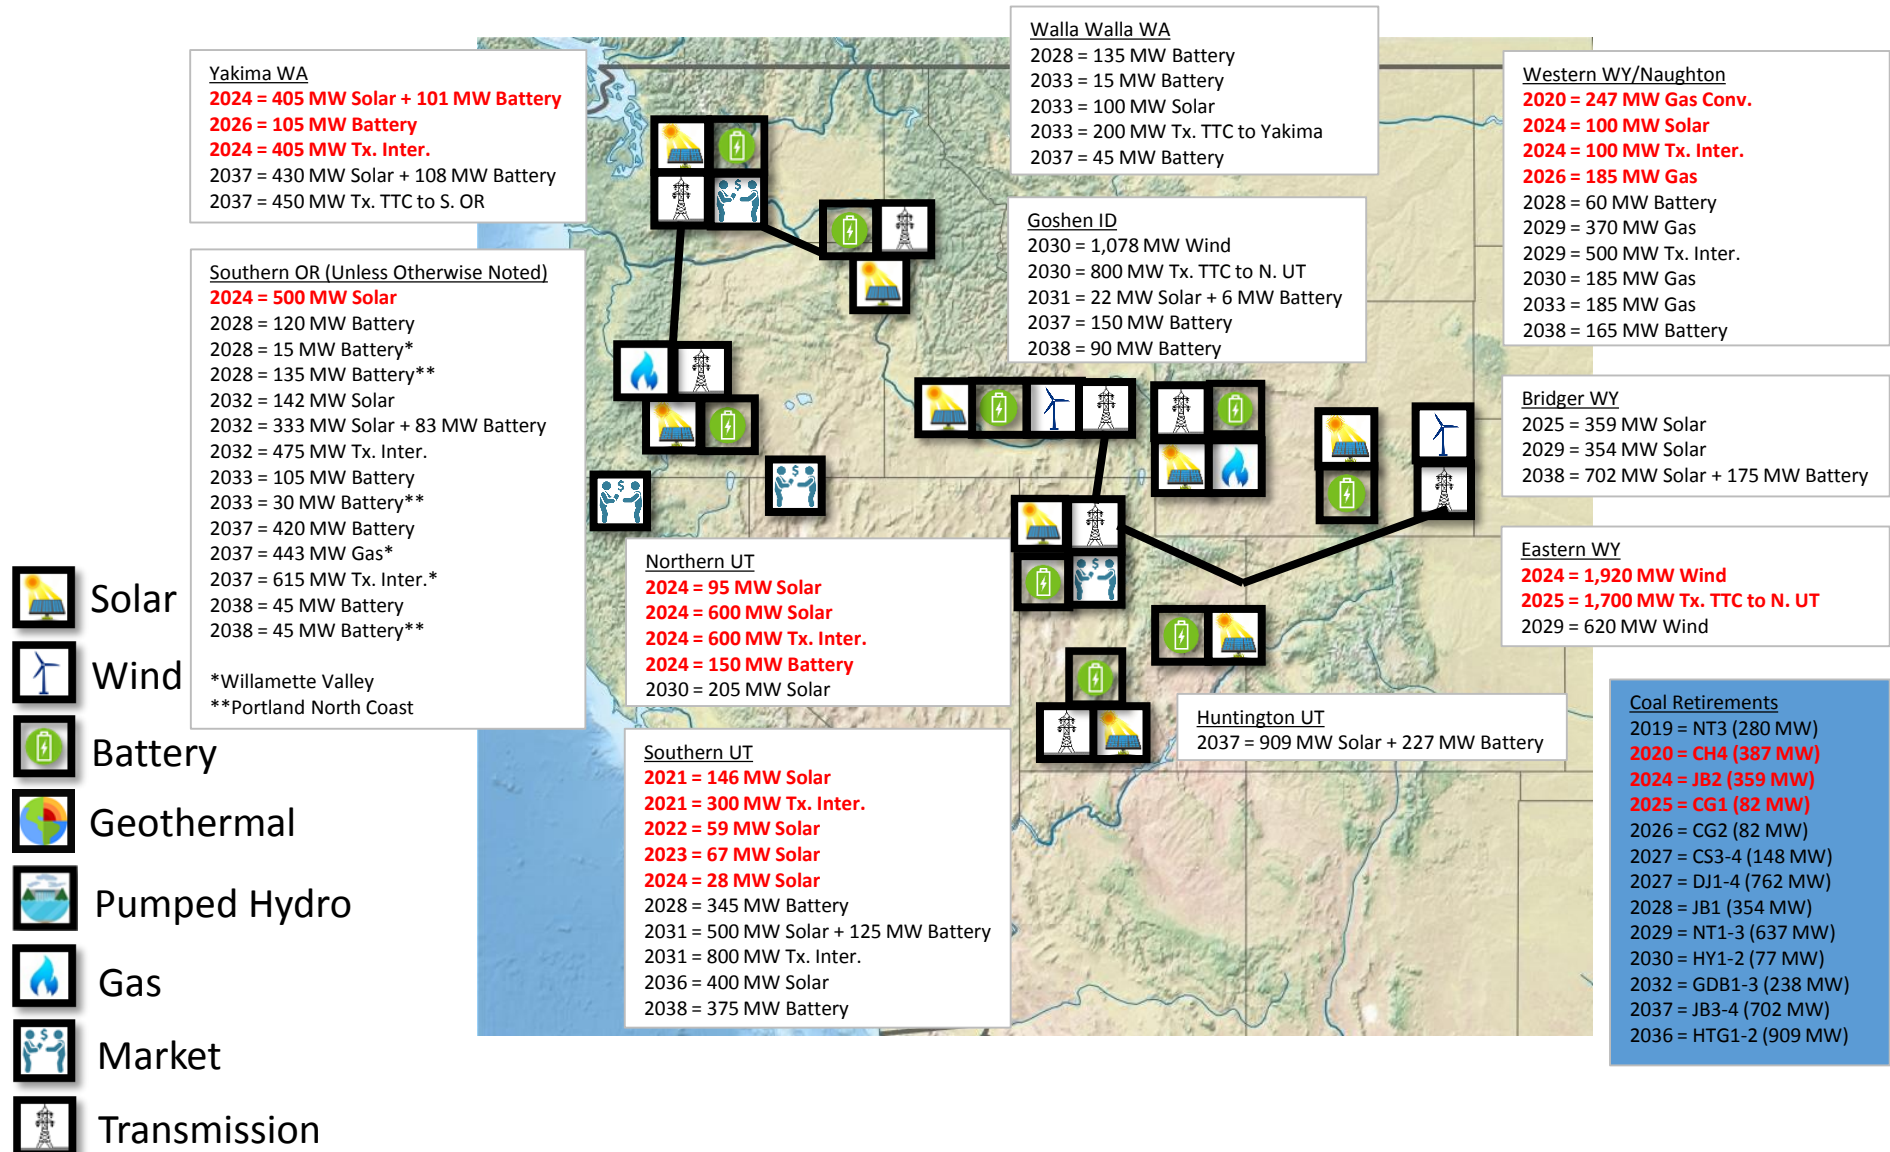 Yakima WA
2024 = 405 MW Solar + 101 MW Battery
2026 = 105 MW Battery
2024 = 405 MW Tx. Inter.
2037 = 430 MW Solar + 108 MW Battery
2037 = 450 MW Tx. TTC to S. OR
Southern OR (Unless Otherwise Noted)
2024 = 500 MW Solar
2028 = 120 MW Battery
2028 = 15 MW Battery*
2028 = 135 MW Battery**
2032 = 142 MW Solar
2032 = 333 MW Solar + 83 MW Battery
2032 = 475 MW Tx. Inter.
2033 = 105 MW Battery
2033 = 30 MW Battery**
2037 = 420 MW Battery
2037 = 443 MW Gas*
2037 = 615 MW Tx. Inter.*
2038 = 45 MW Battery
2038 = 45 MW Battery**
*Willamette Valley
**Portland North Coast
Walla Walla WA
2028 = 135 MW Battery
2033 = 15 MW Battery
2033 = 100 MW Solar
2033 = 200 MW Tx. TTC to Yakima
2037 = 45 MW Battery
Goshen ID
2030 = 1,078 MW Wind
2030 = 800 MW Tx. TTC to N. UT
2031 = 22 MW Solar + 6 MW Battery
2037 = 150 MW Battery
2038 = 90 MW Battery
Western WY/Naughton
2020 = 247 MW Gas Conv.
2024 = 100 MW Solar
2024 = 100 MW Tx. Inter.
2026 = 185 MW Gas
2028 = 60 MW Battery
2029 = 370 MW Gas
2029 = 500 MW Tx. Inter.
2030 = 185 MW Gas
2033 = 185 MW Gas
2038 = 165 MW Battery
Bridger WY
2025 = 359 MW Solar
2029 = 354 MW Solar
2038 = 702 MW Solar + 175 MW Battery
Eastern WY
2024 = 1,920 MW Wind
2025 = 1,700 MW Tx. TTC to N. UT
2029 = 620 MW Wind
Northern UT
2024 = 95 MW Solar
2024 = 600 MW Solar
2024 = 600 MW Tx. Inter.
2024 = 150 MW Battery
2030 = 205 MW Solar
Southern UT
2021 = 146 MW Solar
2021 = 300 MW Tx. Inter.
2022 = 59 MW Solar
2023 = 67 MW Solar
2024 = 28 MW Solar
2028 = 345 MW Battery
2031 = 500 MW Solar + 125 MW Battery
2031 = 800 MW Tx. Inter.
2036 = 400 MW Solar
2038 = 375 MW Battery
Huntington UT
2037 = 909 MW Solar + 227 MW Battery
Coal Retirements
2019 = NT3 (280 MW)
2020 = CH4 (387 MW)
2024 = JB2 (359 MW)
2025 = CG1 (82 MW)
2026 = CG2 (82 MW)
2027 = CS3-4 (148 MW)
2027 = DJ1-4 (762 MW)
2028 = JB1 (354 MW)
2029 = NT1-3 (637 MW)
2030 = HY1-2 (77 MW)
2032 = GDB1-3 (238 MW)
2037 = JB3-4 (702 MW)
2036 = HTG1-2 (909 MW)
Solar
Wind
Battery
Geothermal
Pumped Hydro
Gas
Market
Transmission